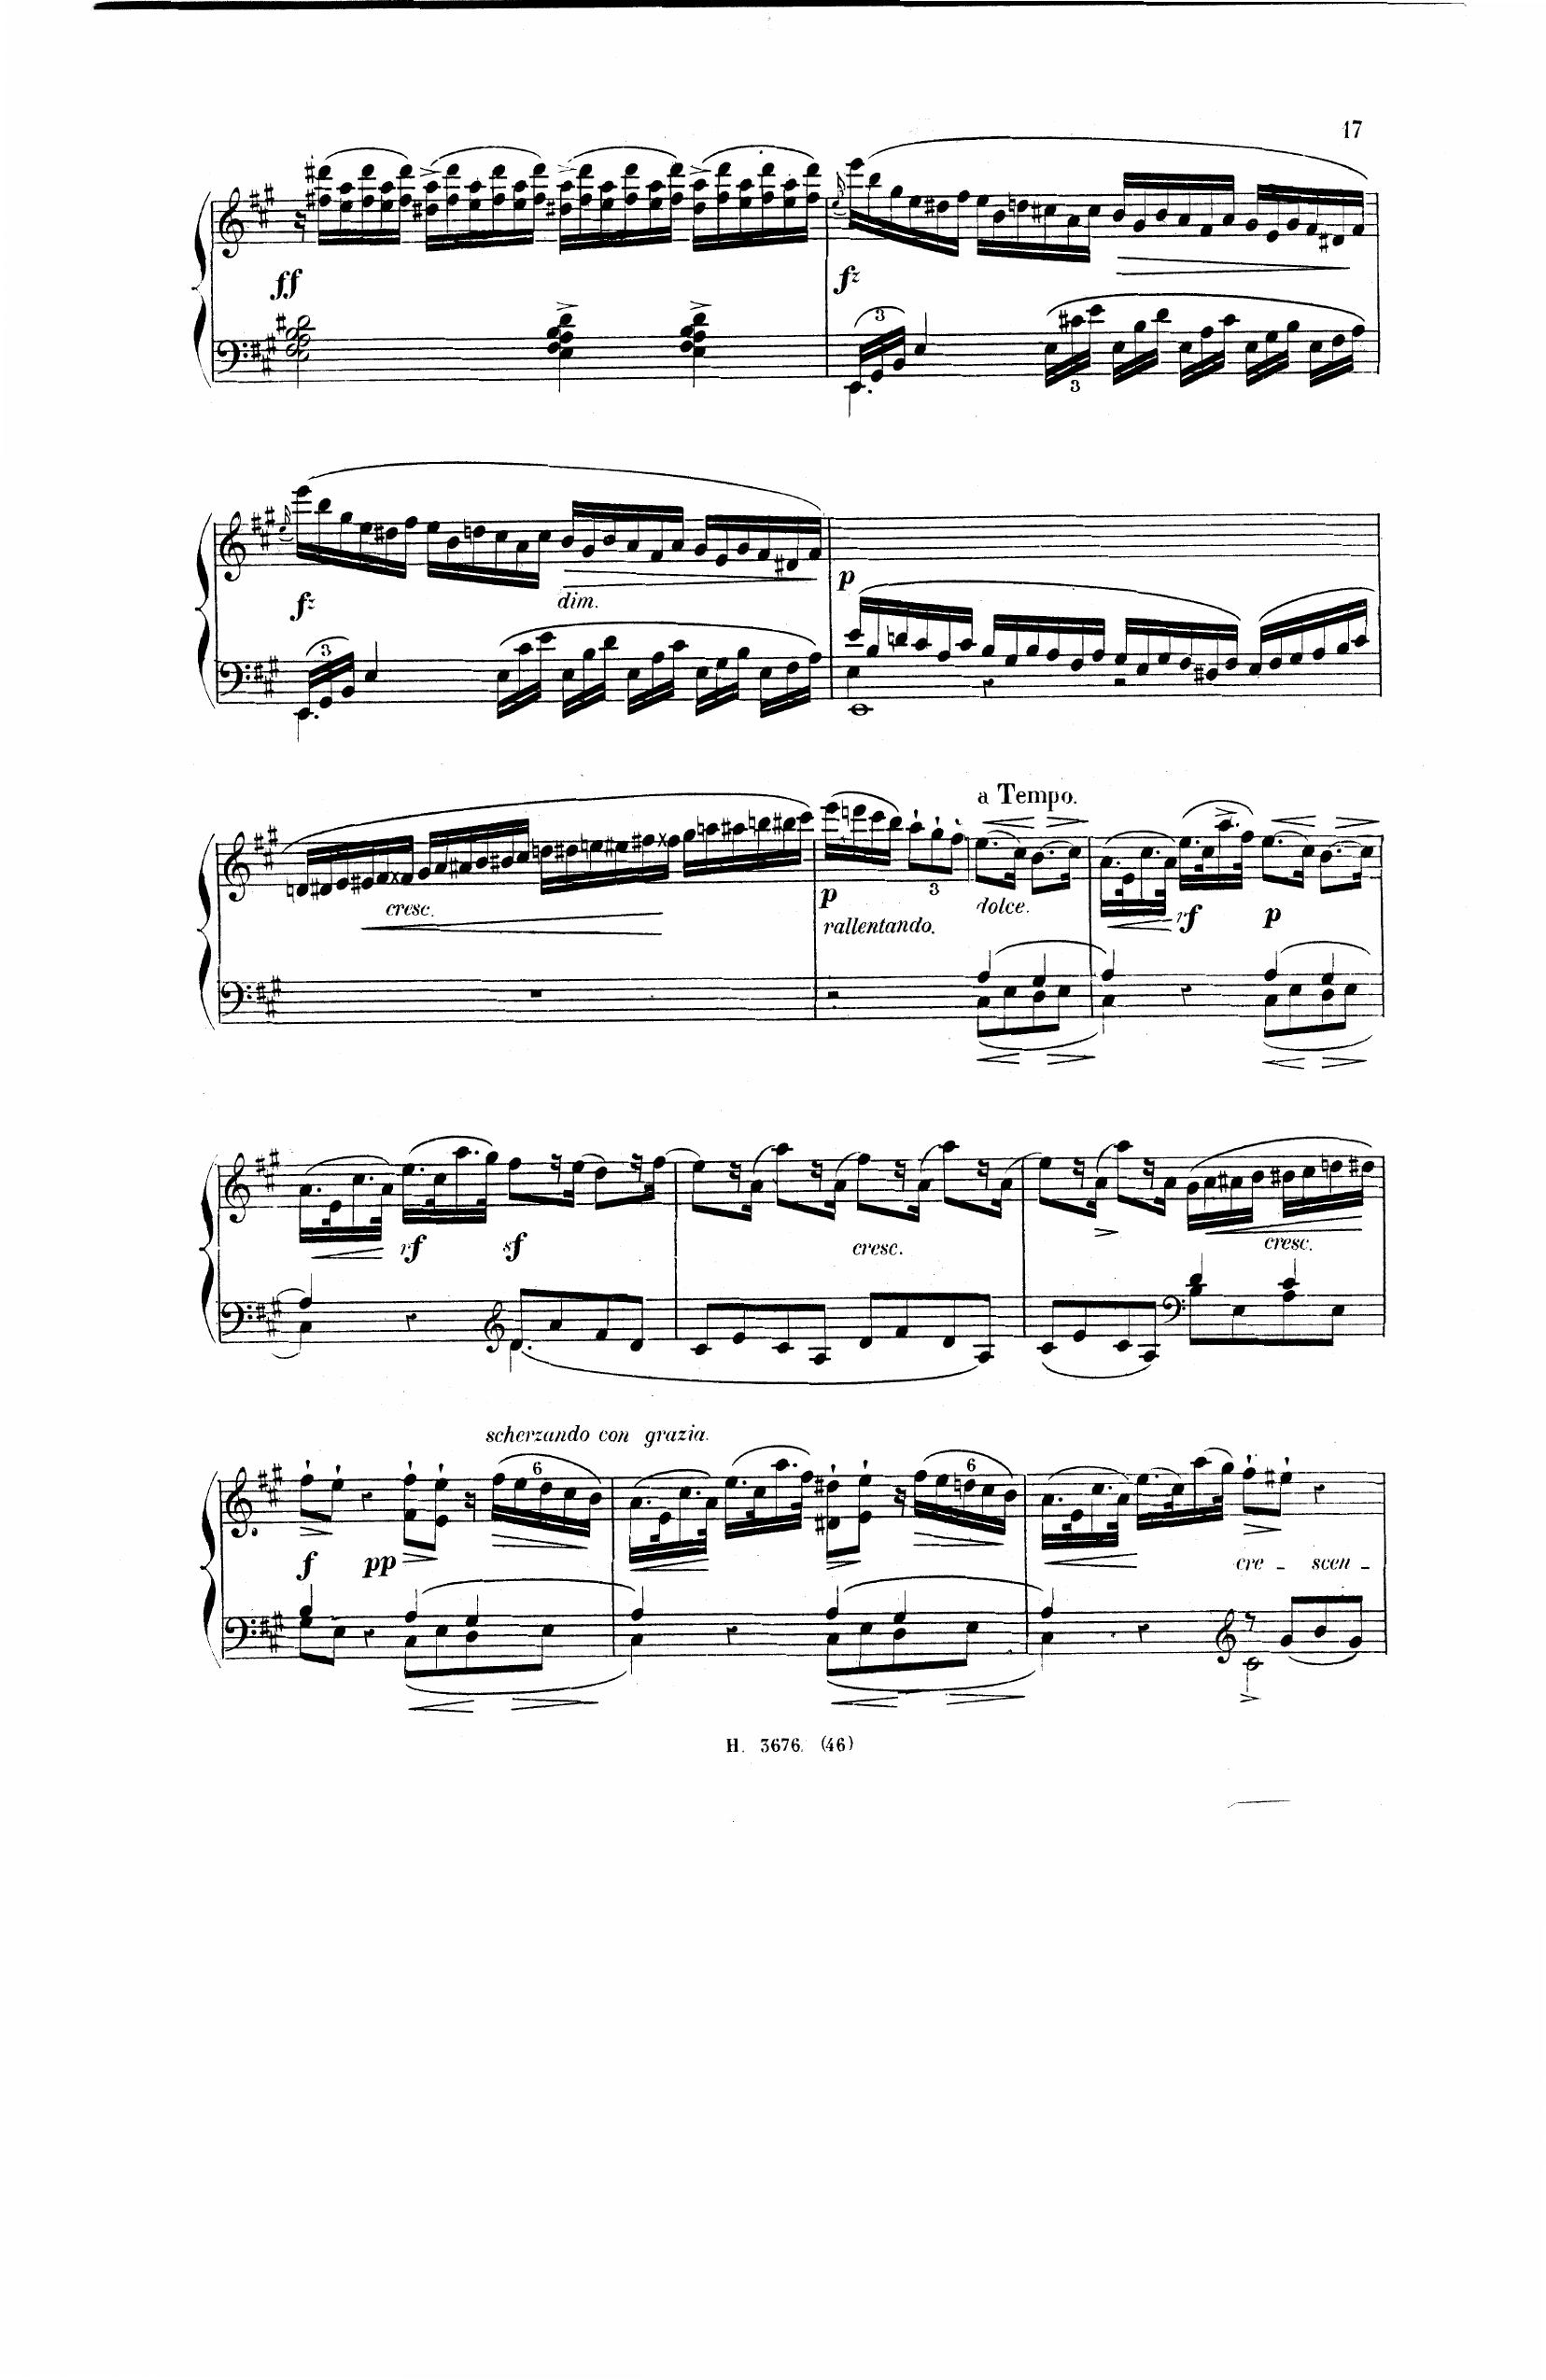 17
ff
fz
3
3
fz
dim.
p
3
a Tempo.
cresc.
p
rallentando.
3
dolce.
rf
p
rf
sf
cresc.
cresc.
scherzando con grazia.
6
6
f
pp
cre - scen -
H. 3676. (46)